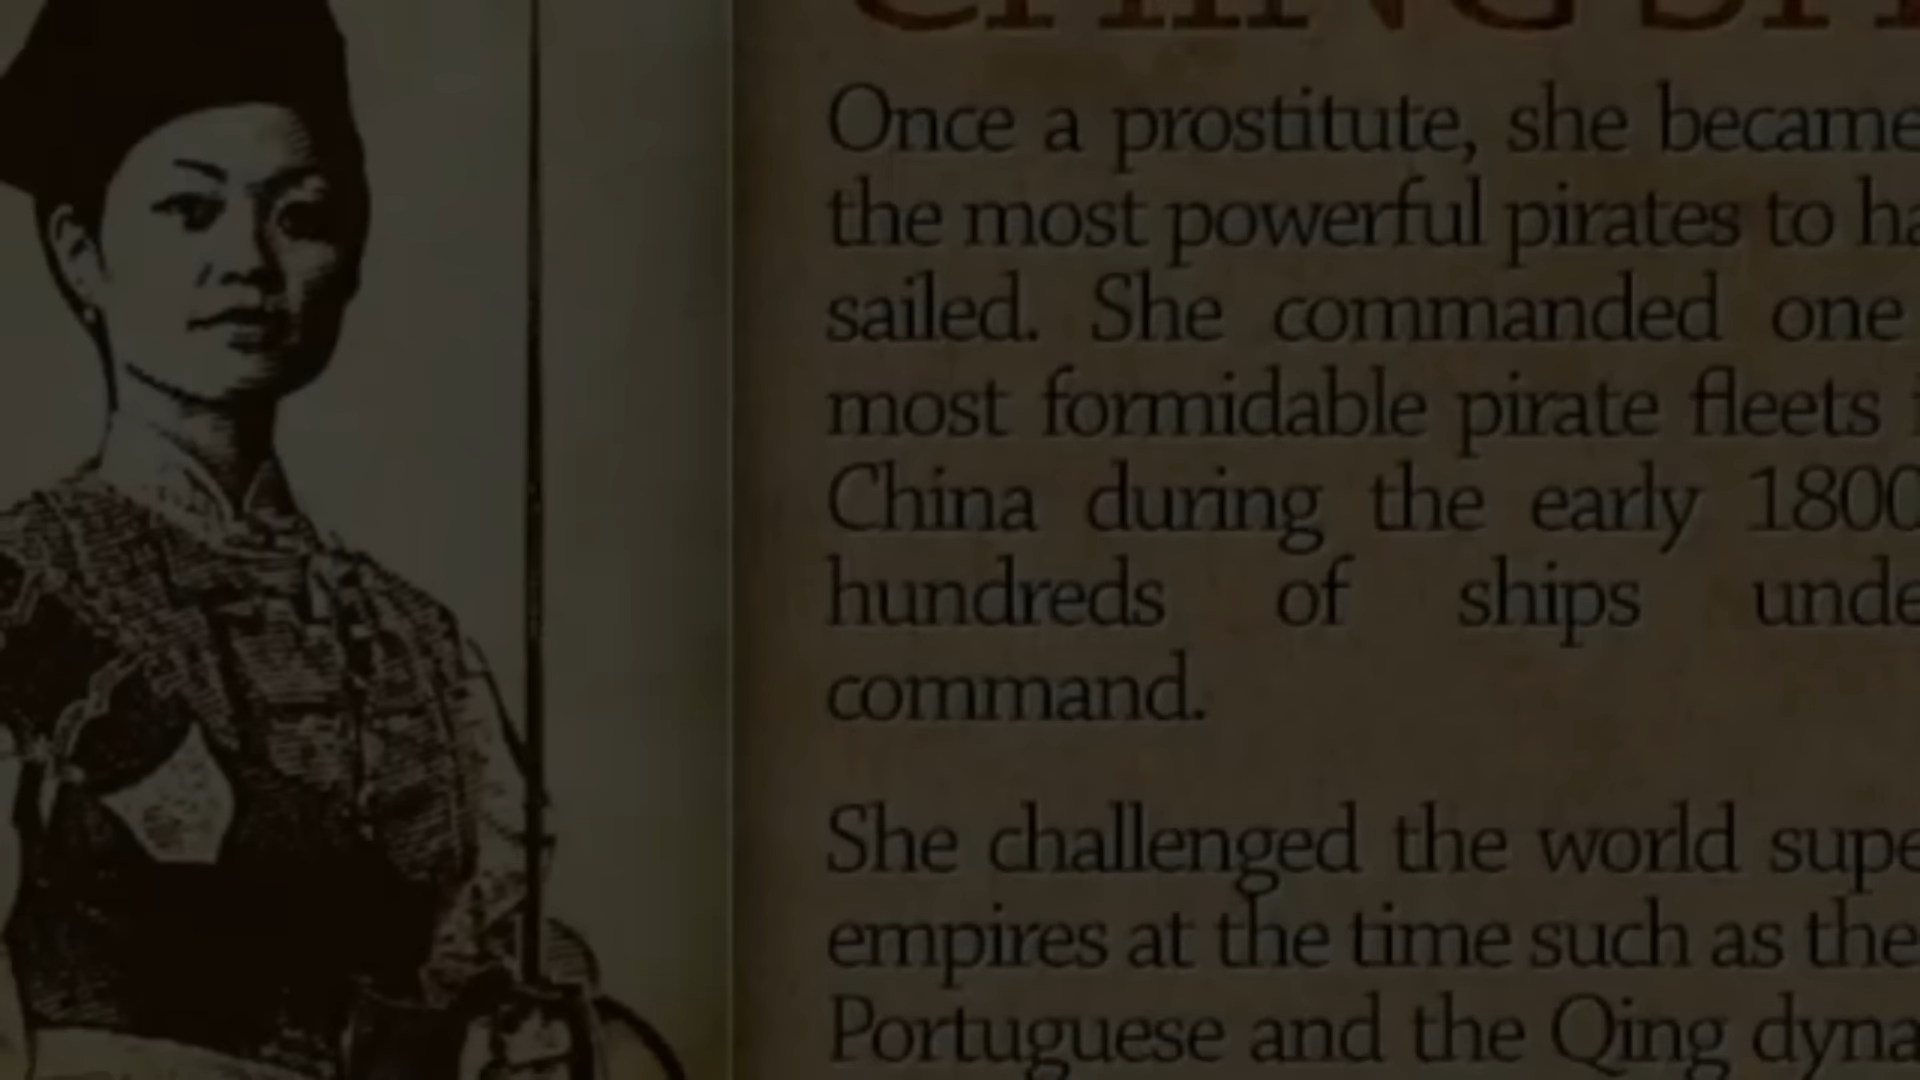 Once a prostitute, she became
the most powerful pirates to ha
sailed. She commanded one
most formidable pirate fleets i
China during the early 1800
hundreds of ships unde
command.
She challenged the world supe
empires at the time such as the
Portuguese and the Qing dyna